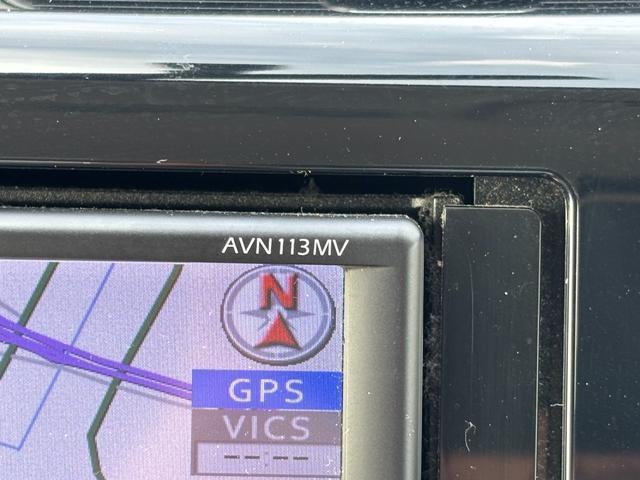 AVN113MV
N
GPS
VICS
--:--